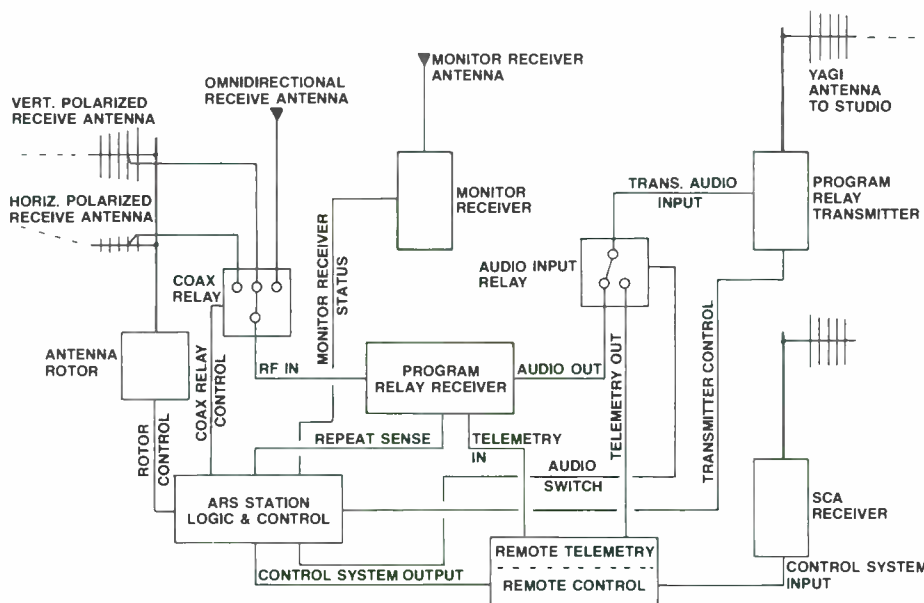 OMNIDIRECTIONAL
RECEIVE ANTENNA
MONITOR RECEIVER
ANTENNA
YAGI
ANTENNA
TO STUDIO
VERT. POLARIZED
RECEIVE ANTENNA
HORIZ. POLARIZED
RECEIVE ANTENNA
MONITOR
RECEIVER
TRANS. AUDIO
INPUT
PROGRAM
RELAY
TRANSMITTER
COAX
RELAY
MONITOR RECEIVER
STATUS
AUDIO INPUT
RELAY
ANTENNA
ROTOR
COAX RELAY
CONTROL
RF IN
PROGRAM
RELAY RECEIVER
AUDIO OUT
TELEMETRY OUT
TRANSMITTER CONTROL
ROTOR
CONTROL
REPEAT SENSE
TELEMETRY
IN
AUDIO
SWITCH
ARS STATION
LOGIC & CONTROL
SCA
RECEIVER
CONTROL SYSTEM OUTPUT
REMOTE TELEMETRY
REMOTE CONTROL
CONTROL SYSTEM
INPUT